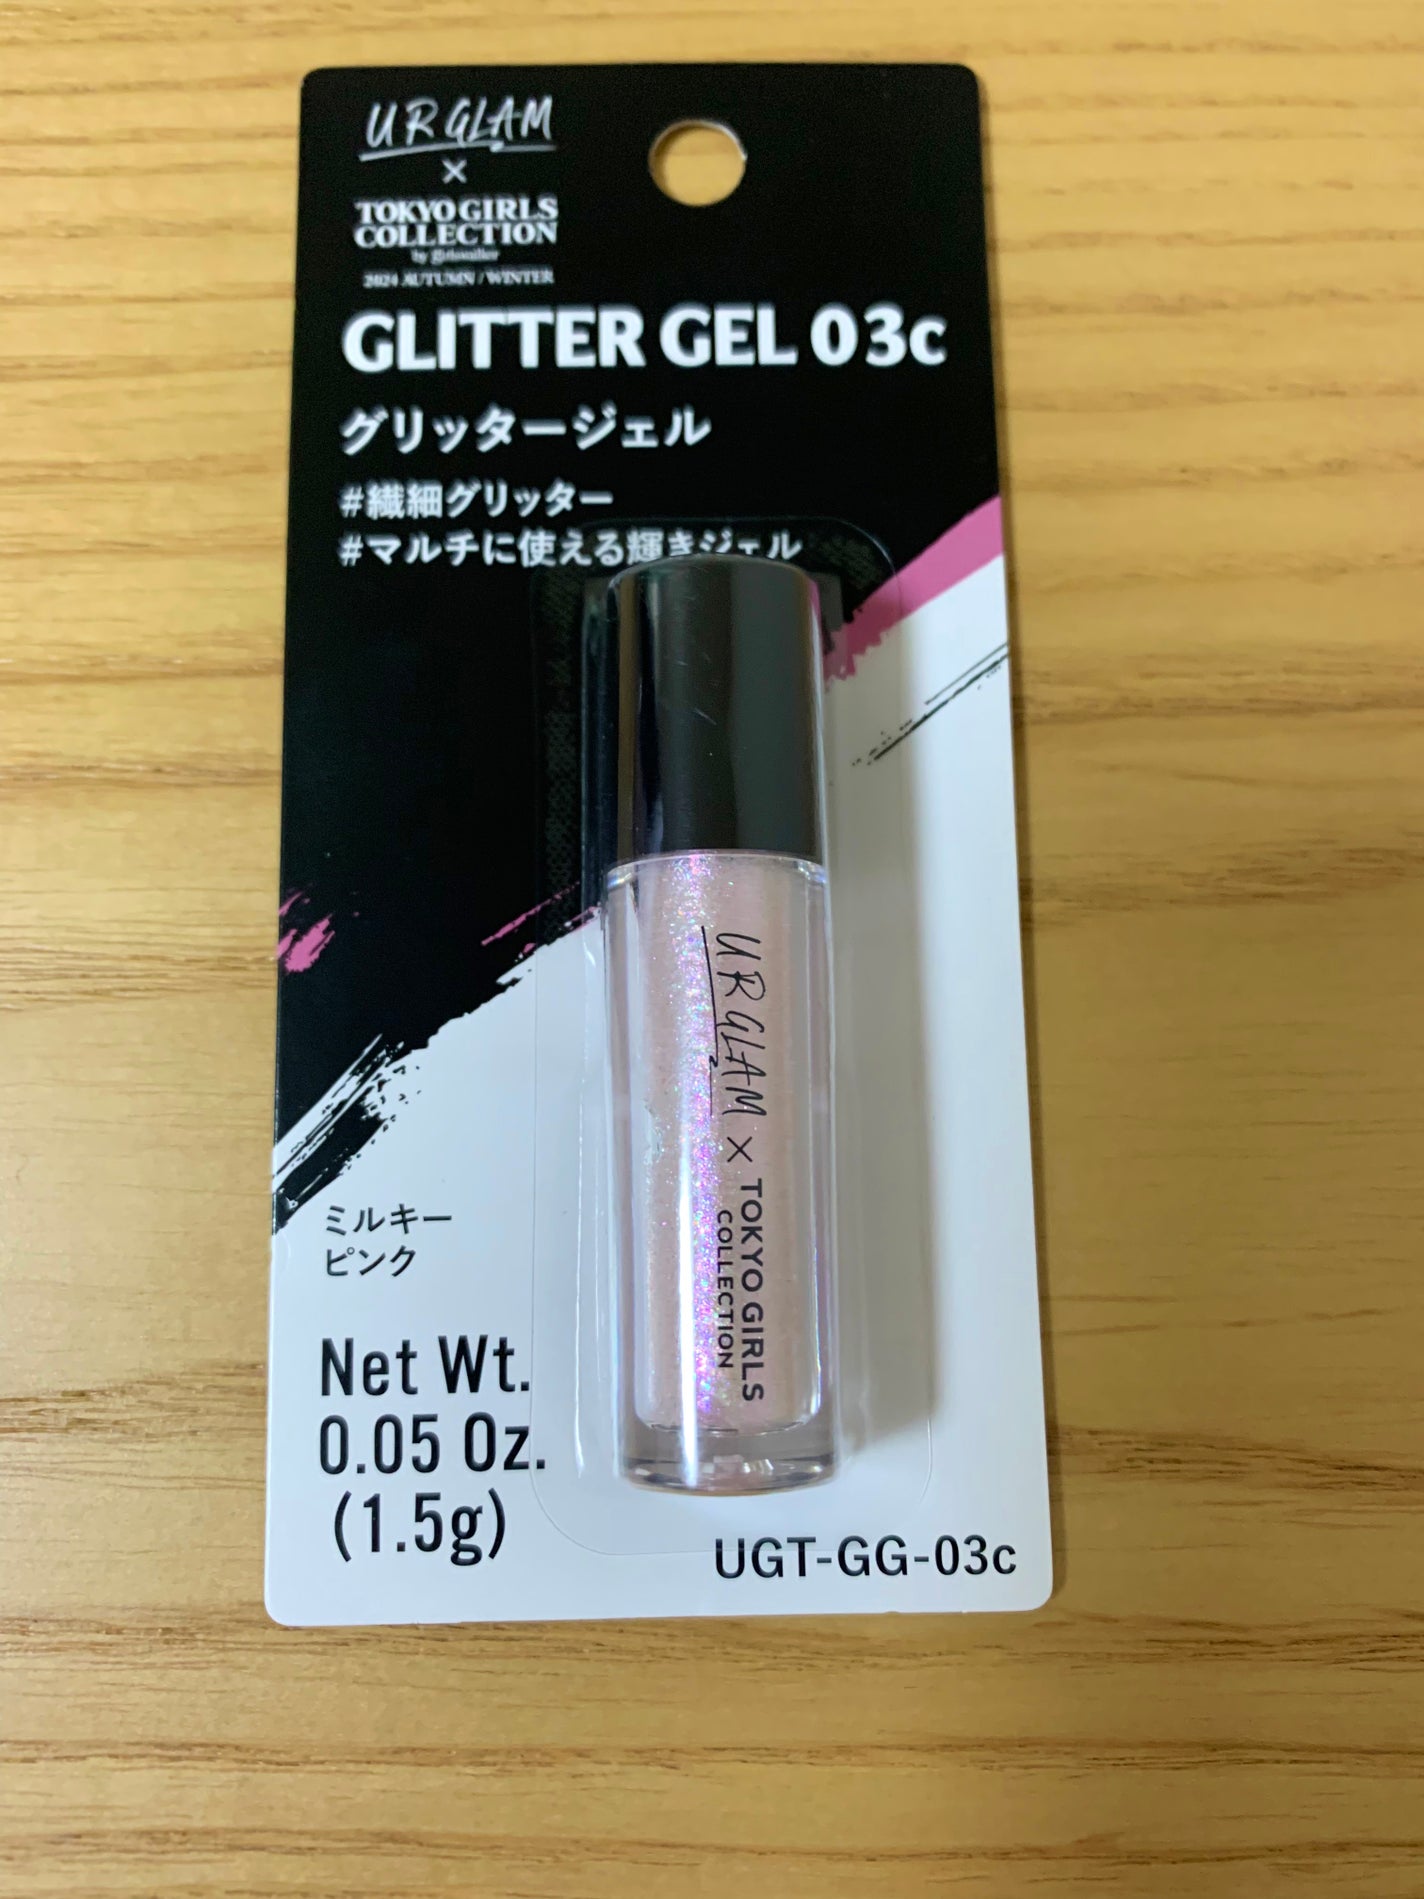 UR GLAM
×
TOKYO GIRLS
COLLECTION
by girlswalker
2024 AUTUMN / WINTER
GLITTER GEL 03c
グリッタージェル
#繊細グリッター
#マルチに使える輝きジェル
UR GLAM × TOKYO GIRLS
COLLECTION
ミルキー
ピンク
Net Wt.
0.05 Oz.
(1.5g)
UGT-GG-03c